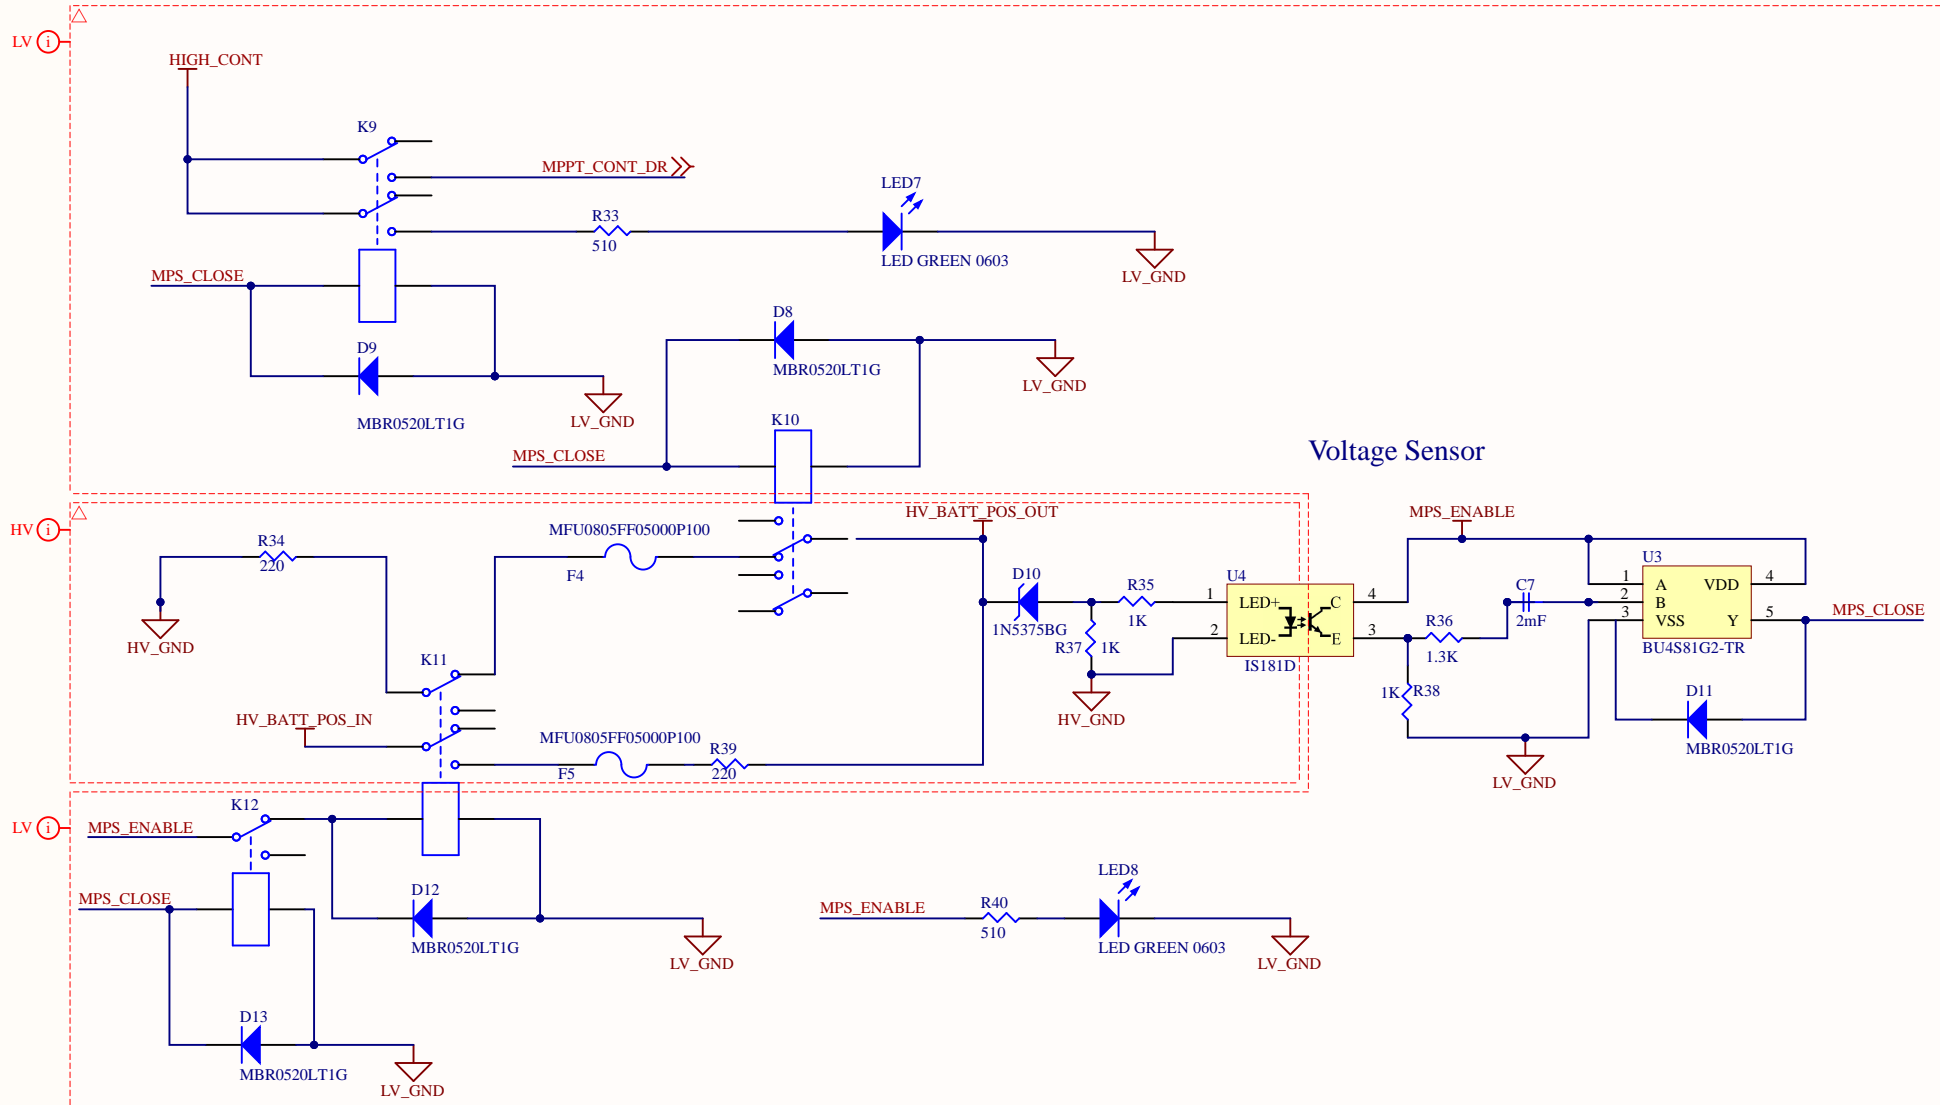 LV i
HIGH_CONT
K9
MPPT_CONT_DR
LED7
R33
510
LED GREEN 0603
LV_GND
MPS_CLOSE
D9
MBR0520LT1G
LV_GND
D8
MBR0520LT1G
LV_GND
K10
MPS_CLOSE
Voltage Sensor
HV i
HV_BATT_POS_OUT
MPS_ENABLE
MFU0805FF05000P100
F4
R34
220
HV_GND
D10
1N5375BG
R35
1K
R37 1K
HV_GND
U4
1 LED+ C 4
2 LED- E 3
IS181D
R36
1.3K
C7
2mF
1K R38
U3
1 A VDD 4
2 B
3 VSS Y 5
BU4S81G2-TR
MPS_CLOSE
D11
MBR0520LT1G
LV_GND
K11
HV_BATT_POS_IN
MFU0805FF05000P100
F5
R39
220
LV i
K12
MPS_ENABLE
MPS_CLOSE
D12
MBR0520LT1G
LV_GND
D13
MBR0520LT1G
LV_GND
MPS_ENABLE
R40
510
LED8
LED GREEN 0603
LV_GND